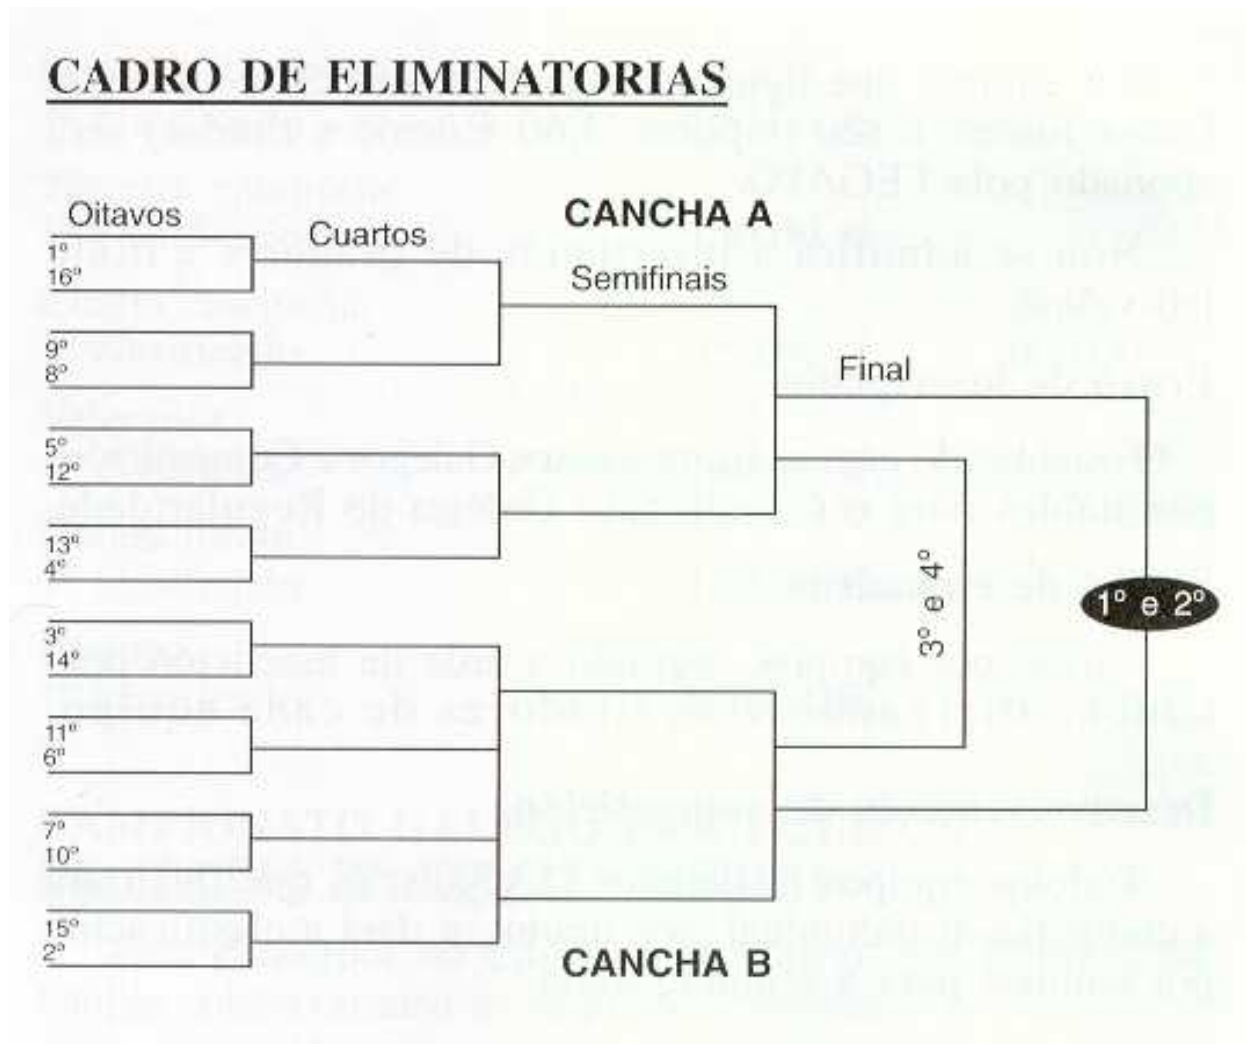 CADRO DE ELIMINATORIAS
Oitavos
Cuartos
CANCHA A
Semifinais
Final
1º
16º
9º
8º
5º
12º
13º
4º
3º
14º
11º
6º
7º
10º
15º
2º
3º e 4º
1º e 2º
CANCHA B